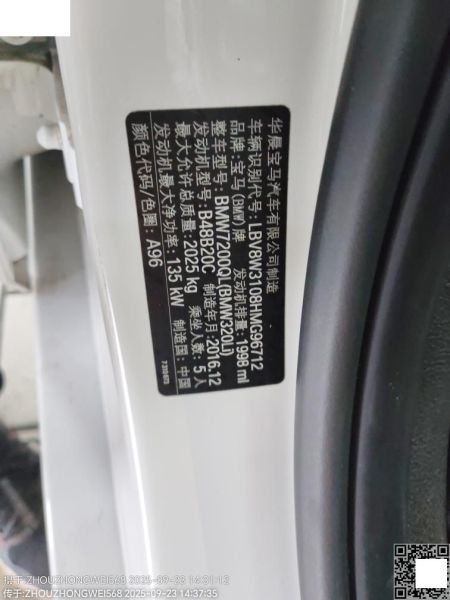 华晨宝马汽车有限公司制造
车辆识别代号:LBV8W3108HMG96712
品牌:宝马(BMW)牌 发动机排量:1998 ml
整车型号:BMW7200QL(BMW320Li)
发动机型号:B48B20C 制造年月:2016.12
最大允许总质量:2025 kg 乘坐人数:5人
发动机最大净功率:135 kW 制造国:中国
颜色代码/色圈:A96
摄于:ZHOUZHONGWEI568 2025-09-23 14:31:12
传于:ZHOUZHONGWEI568 2025-09-23 14:37:35